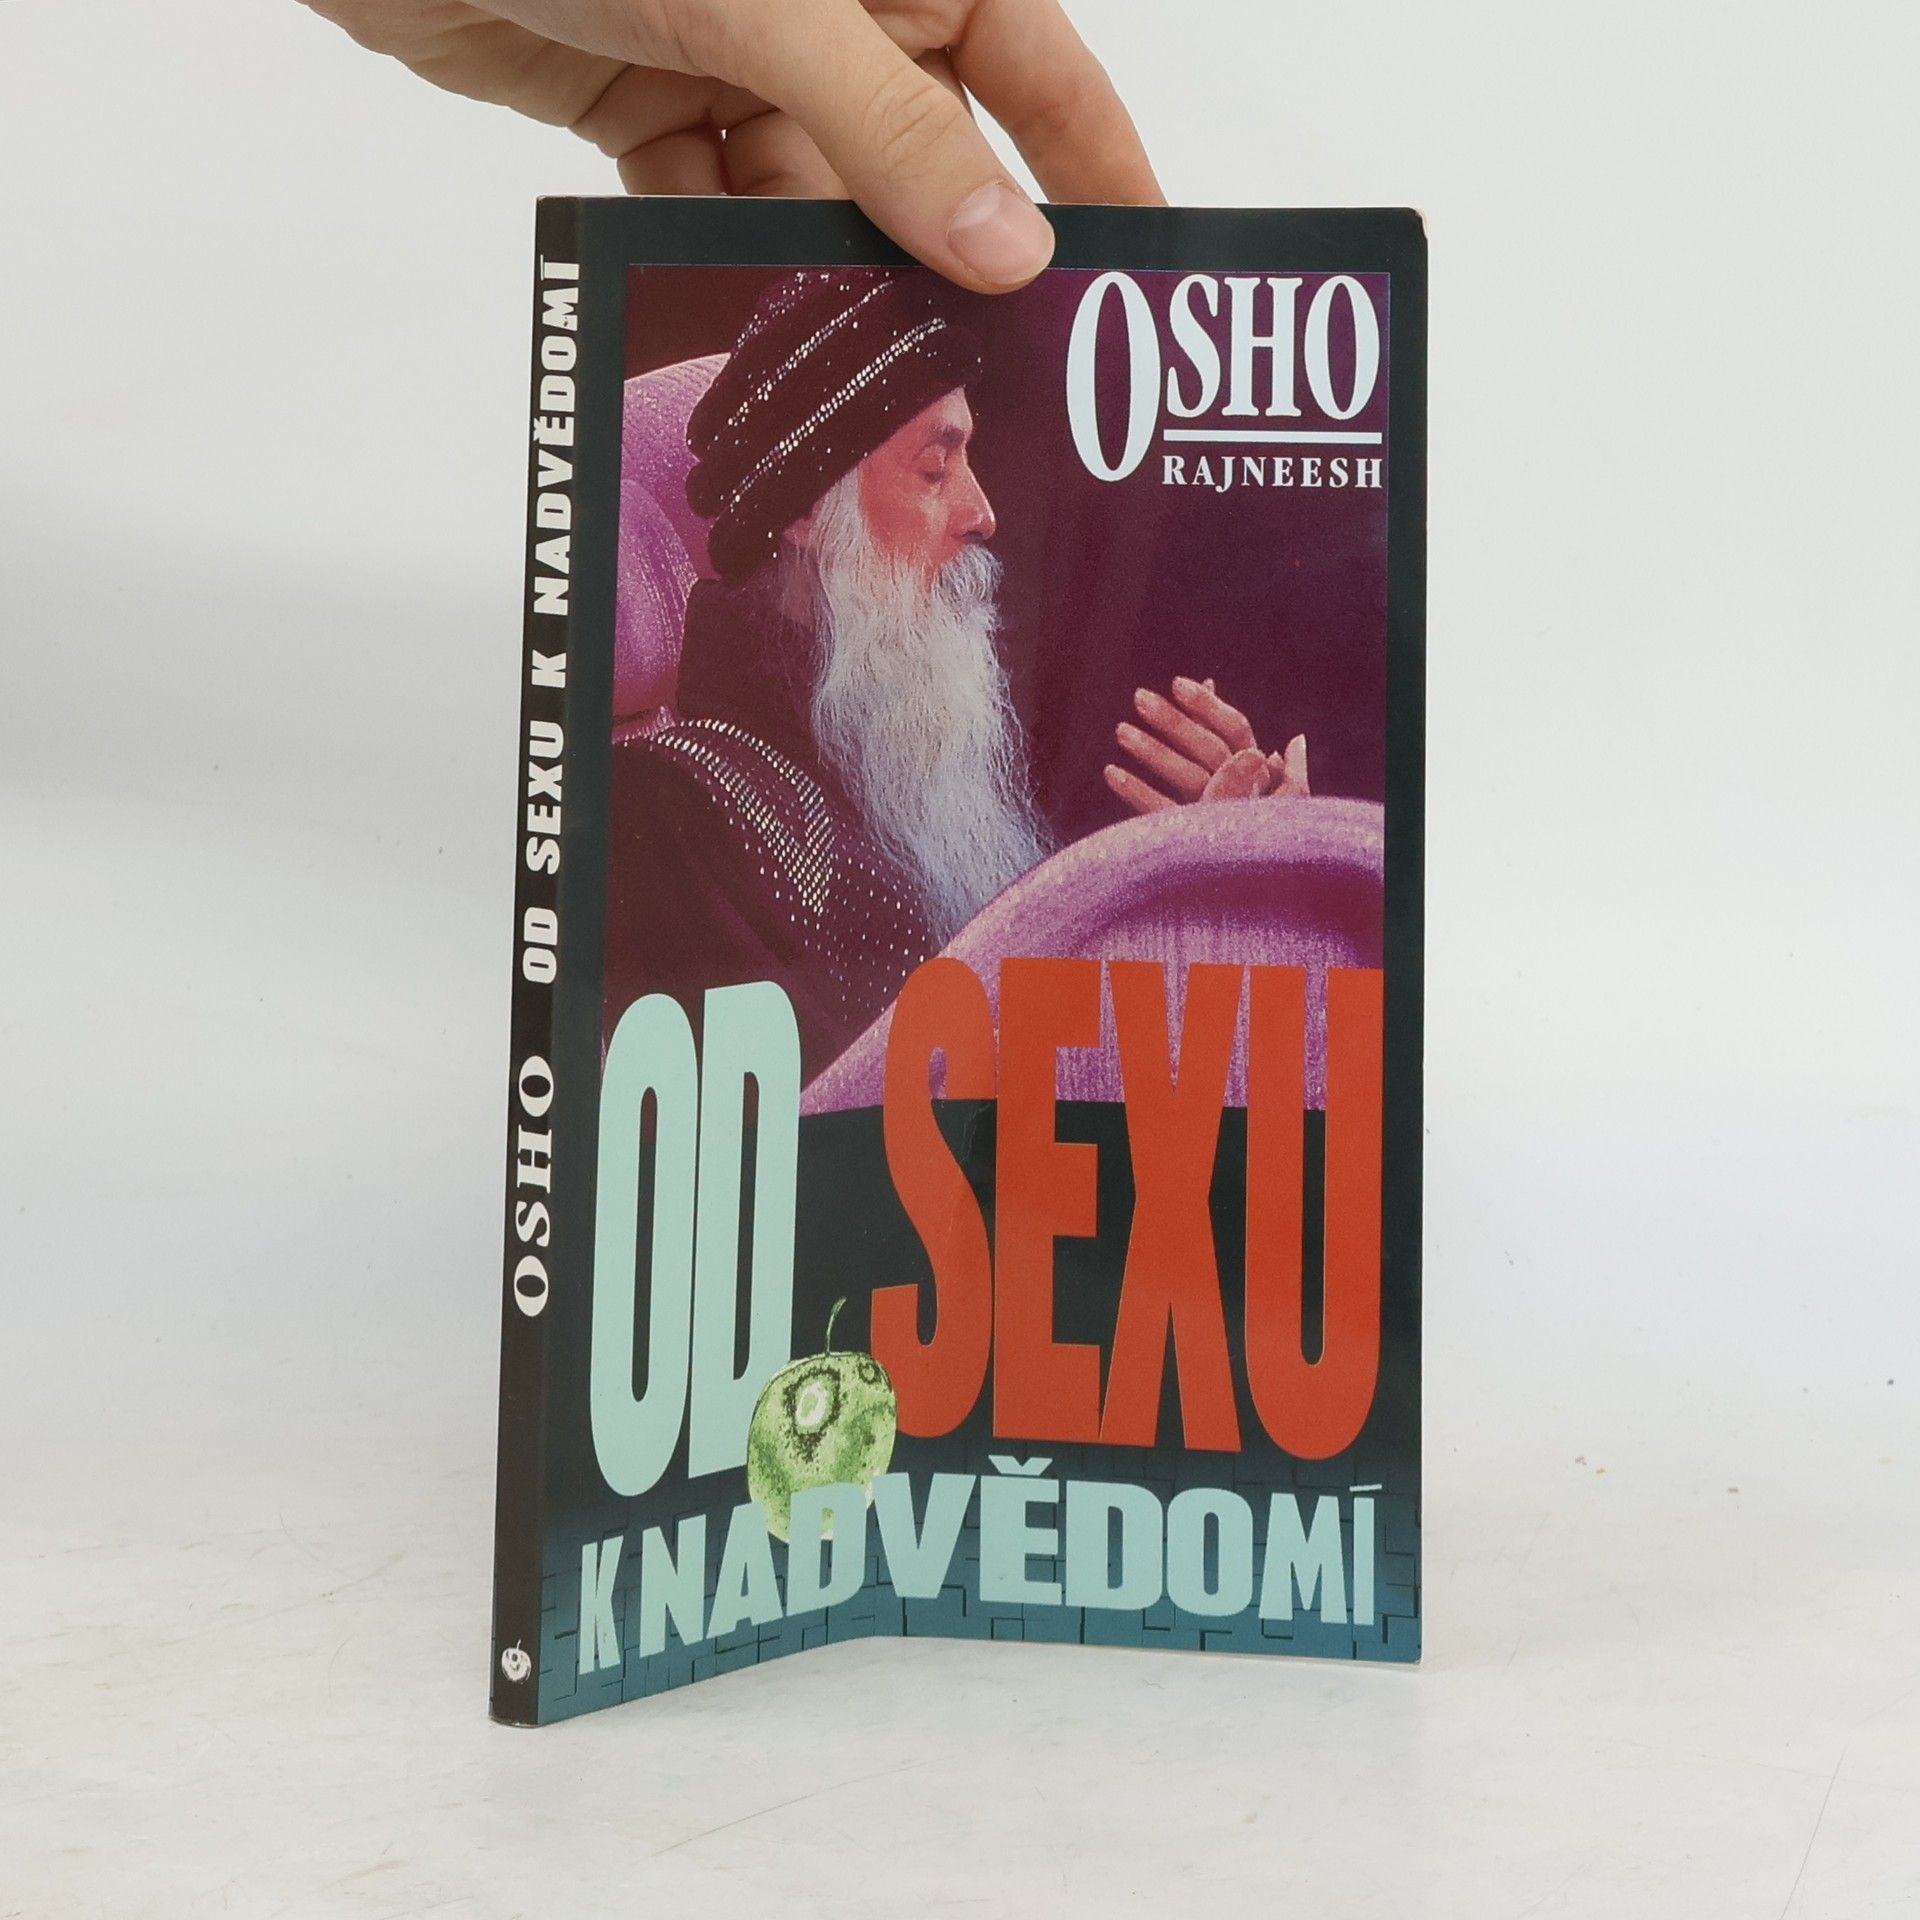 OSHO OD SEXU K NADVĚDOMÍ
OSHO
RAJNEESH
OD SEXU
K NADVĚDOMÍ